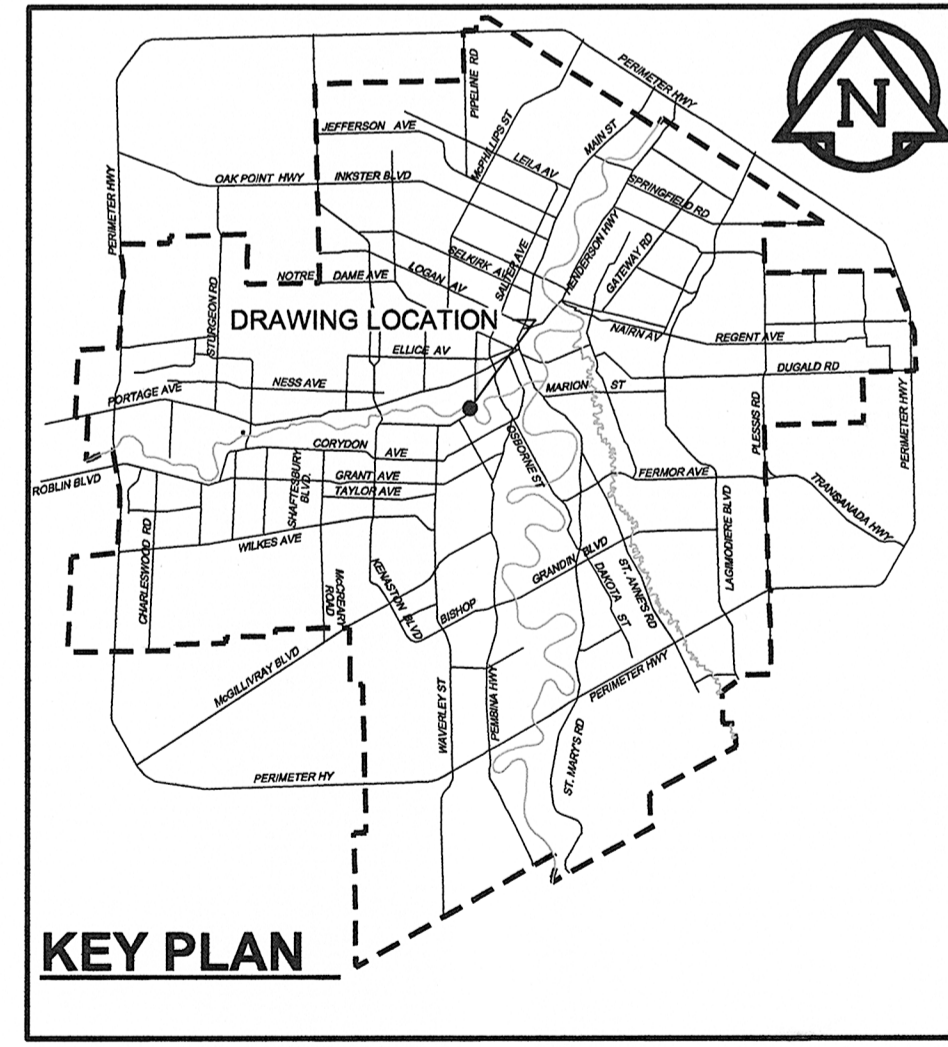 N
PERIMETER HWY
PIPELINE RD
McPHILLIPS ST
MAIN ST
JEFFERSON AVE
LEILA AV
OAK POINT HWY
INKSTER BLVD
SPRINGFIELD RD
PERIMETER HWY
HENDERSON HWY
GATEWAY RD
SELKIRK AV
SALTER AVE
NOTRE DAME AVE
LOGAN AV
STURGEON RD
DRAWING LOCATION
NAIRN AV
REGENT AVE
ELLICE AV
DUGALD RD
NESS AVE
MARION ST
PORTAGE AVE
PLESSIS RD
PERIMETER HWY
CORYDON AVE
OSBORNE ST
ROBLIN BLVD
SHAFTESBURY BLVD.
GRANT AVE
TAYLOR AVE
FERMOR AVE
TRANSANADA HWY
LAGIMODIERE BLVD
WILKES AVE
CHARLESWOOD RD
McCREARY ROAD
KENASTON BLVD
BISHOP GRANDIN BLVD
DAKOTA ST
ST. ANNE'S RD
McGILLIVRAY BLVD
WAVERLEY ST
PEMBINA HWY
PERIMETER HWY
ST. MARY'S RD
PERIMETER HY
KEY PLAN